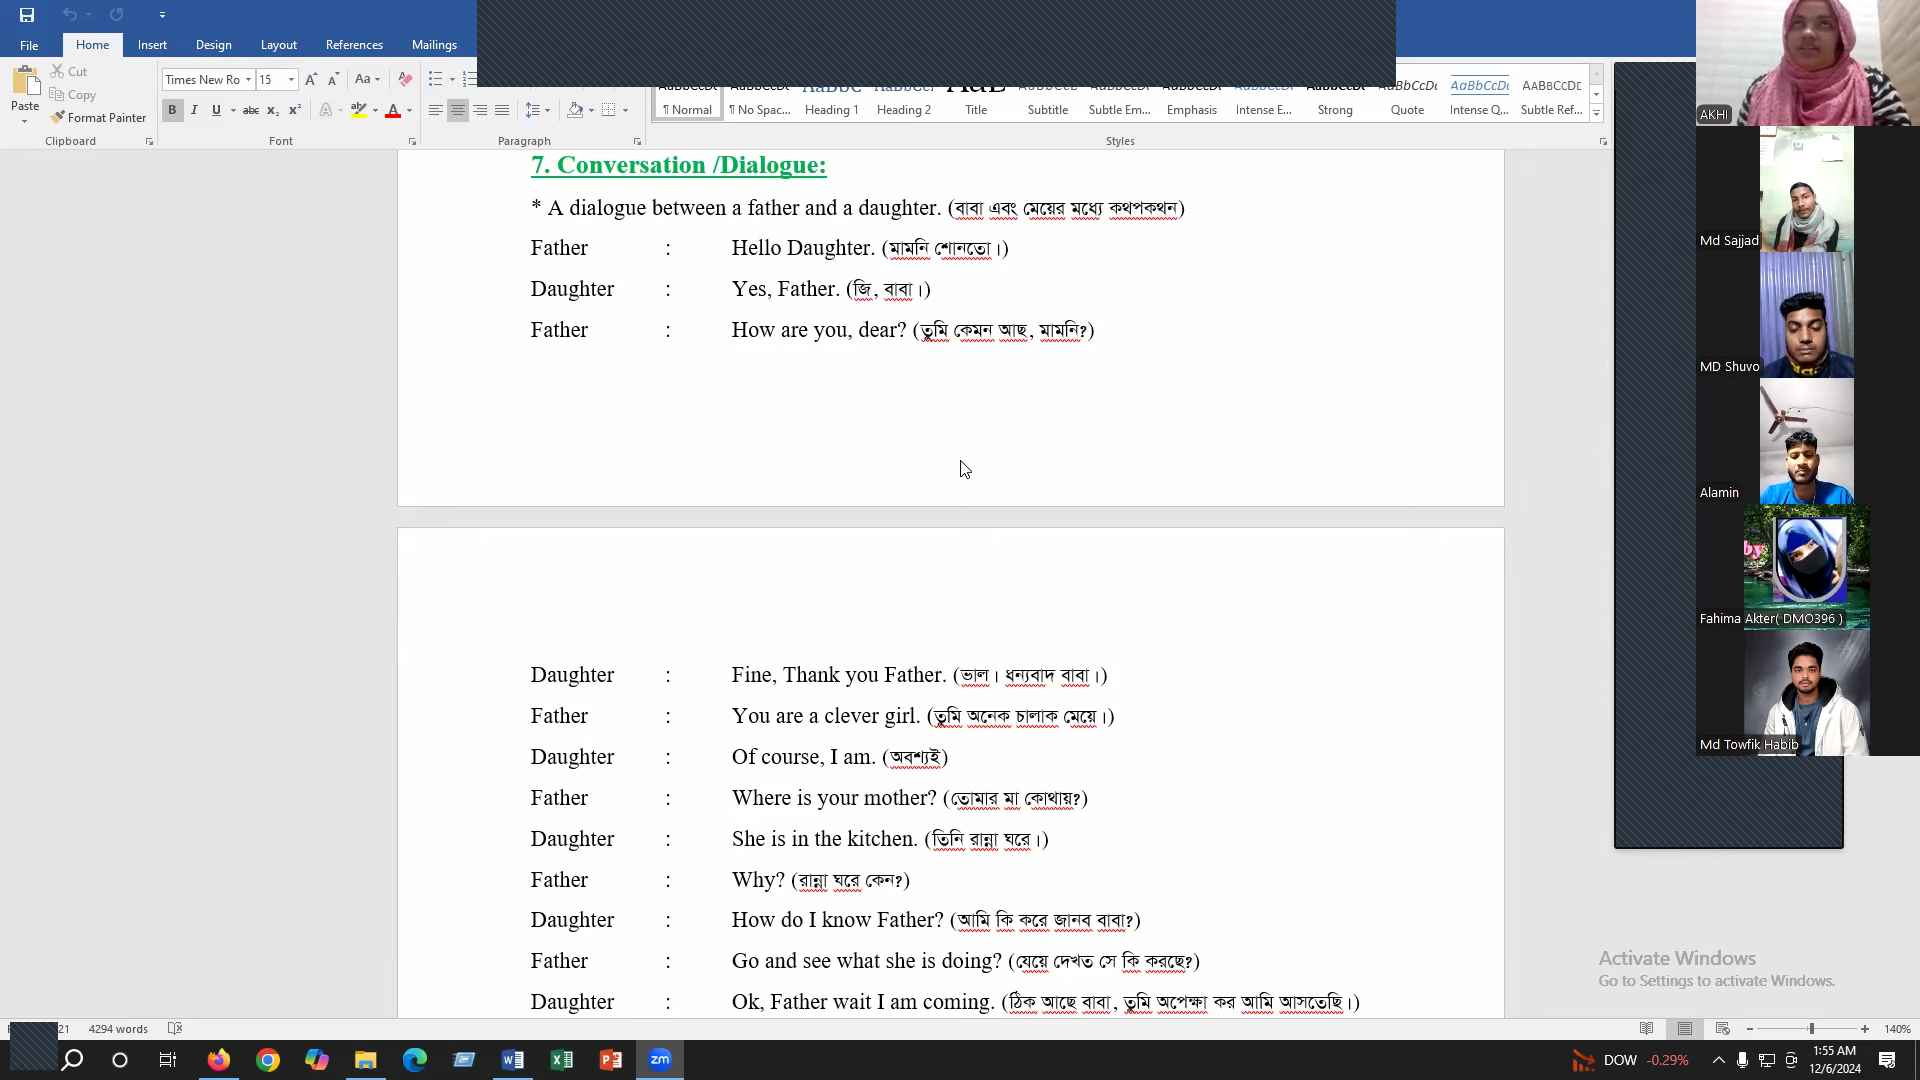 File Home Insert Design Layout References Mailings
Cut
Copy
Paste
Format Painter
Times New Ro 15
Normal No Spac... Heading 1 Heading 2 Title Subtitle Subtle Em... Emphasis Intense E... Strong Quote Intense Q... Subtle Ref...
Clipboard Font Paragraph Styles
7. Conversation /Dialogue:
* A dialogue between a father and a daughter. (বাবা এবং মেয়ের মধ্যে কথপকথন)
Father : Hello Daughter. (মামনি শোনতো।)
Daughter : Yes, Father. (জি, বাবা।)
Father : How are you, dear? (তুমি কেমন আছ, মামনি?)
Daughter : Fine, Thank you Father. (ভাল। ধন্যবাদ বাবা।)
Father : You are a clever girl. (তুমি অনেক চালাক মেয়ে।)
Daughter : Of course, I am. (অবশ্যই)
Father : Where is your mother? (তোমার মা কোথায়?)
Daughter : She is in the kitchen. (তিনি রান্না ঘরে।)
Father : Why? (রান্না ঘরে কেন?)
Daughter : How do I know Father? (আমি কি করে জানব বাবা?)
Father : Go and see what she is doing? (যেয়ে দেখত সে কি করছে?)
Daughter : Ok, Father wait I am coming. (ঠিক আছে বাবা, তুমি অপেক্ষা কর আমি আসতেছি।)
AKHI
Md Sajjad
MD Shuvo
Alamin
by
Fahima Akter( DMO396 )
Md Towfik Habib
Activate Windows
Go to Settings to activate Windows.
21 4294 words
140%
DOW -0.29%
1:55 AM
12/6/2024